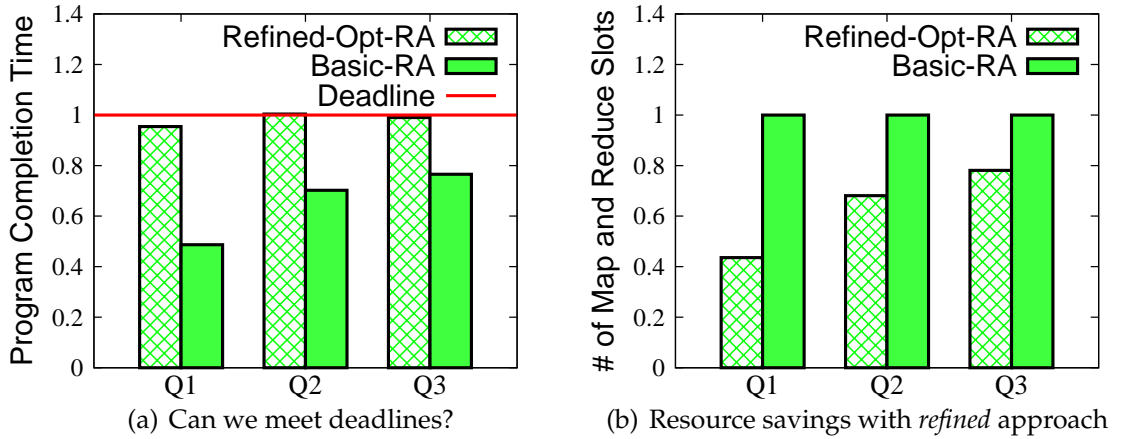 Program Completion Time
1.4
1.2
1
0.8
0.6
0.4
0.2
0
Refined-Opt-RA
Basic-RA
Deadline
Q1 Q2 Q3
(a) Can we meet deadlines?
# of Map and Reduce Slots
1.4
1.2
1
0.8
0.6
0.4
0.2
0
Refined-Opt-RA
Basic-RA
Q1 Q2 Q3
(b) Resource savings with refined approach